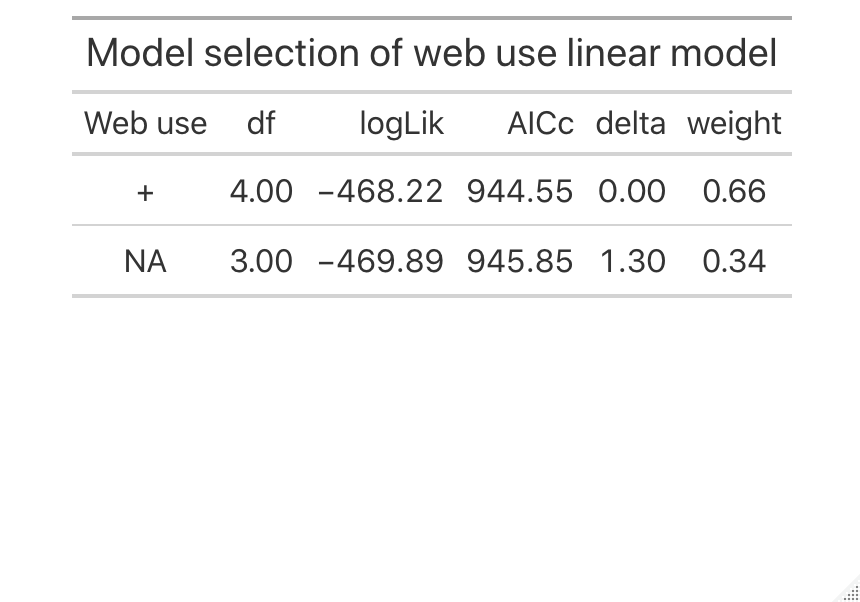 Model selection of web use linear model
Web use df logLik AICc delta weight
+ 4.00 −468.22 944.55 0.00 0.66
NA 3.00 −469.89 945.85 1.30 0.34